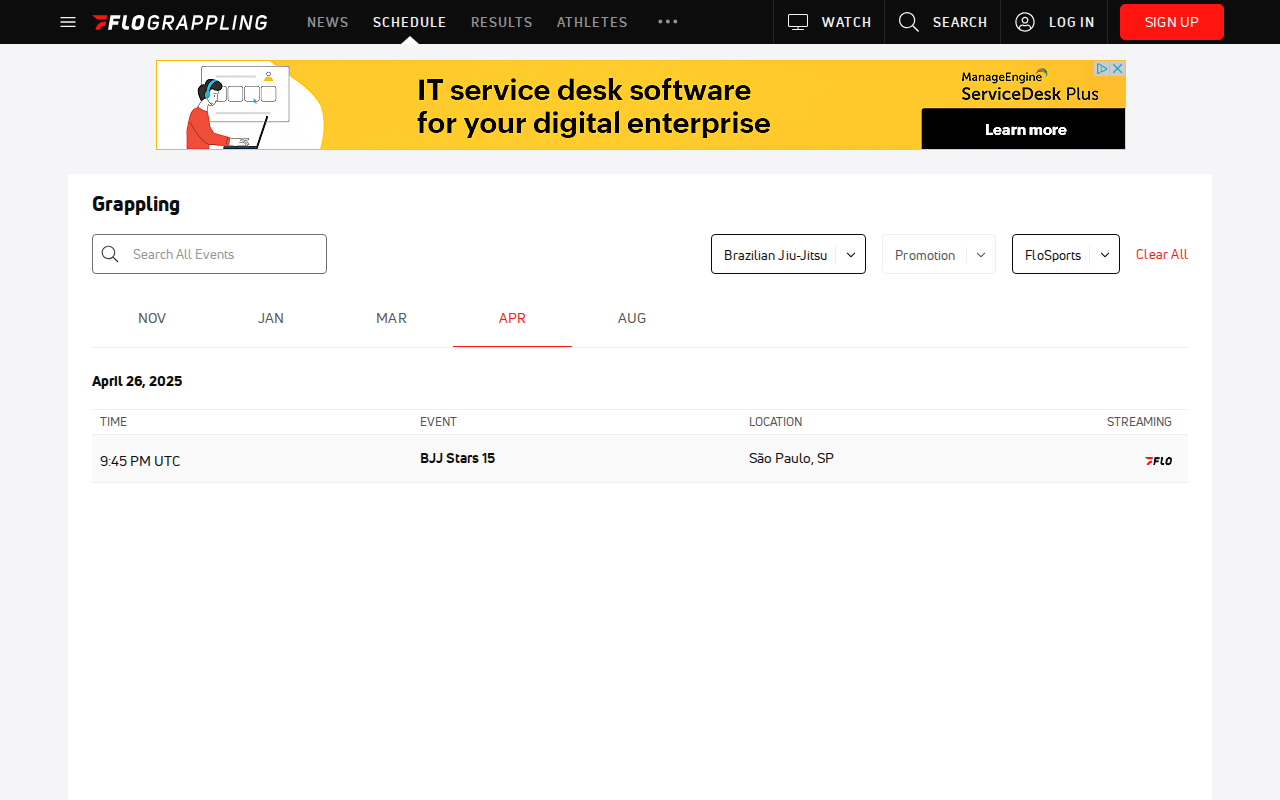 FLOGRAPPLING NEWS SCHEDULE RESULTS ATHLETES WATCH SEARCH LOG IN SIGN UP
IT service desk software
for your digital enterprise
ManageEngine
ServiceDesk Plus
Learn more
Grappling
Search All Events Brazilian Jiu-Jitsu Promotion FloSports Clear All
NOV JAN MAR APR AUG
April 26, 2025
TIME EVENT LOCATION STREAMING
9:45 PM UTC BJJ Stars 15 São Paulo, SP FLO